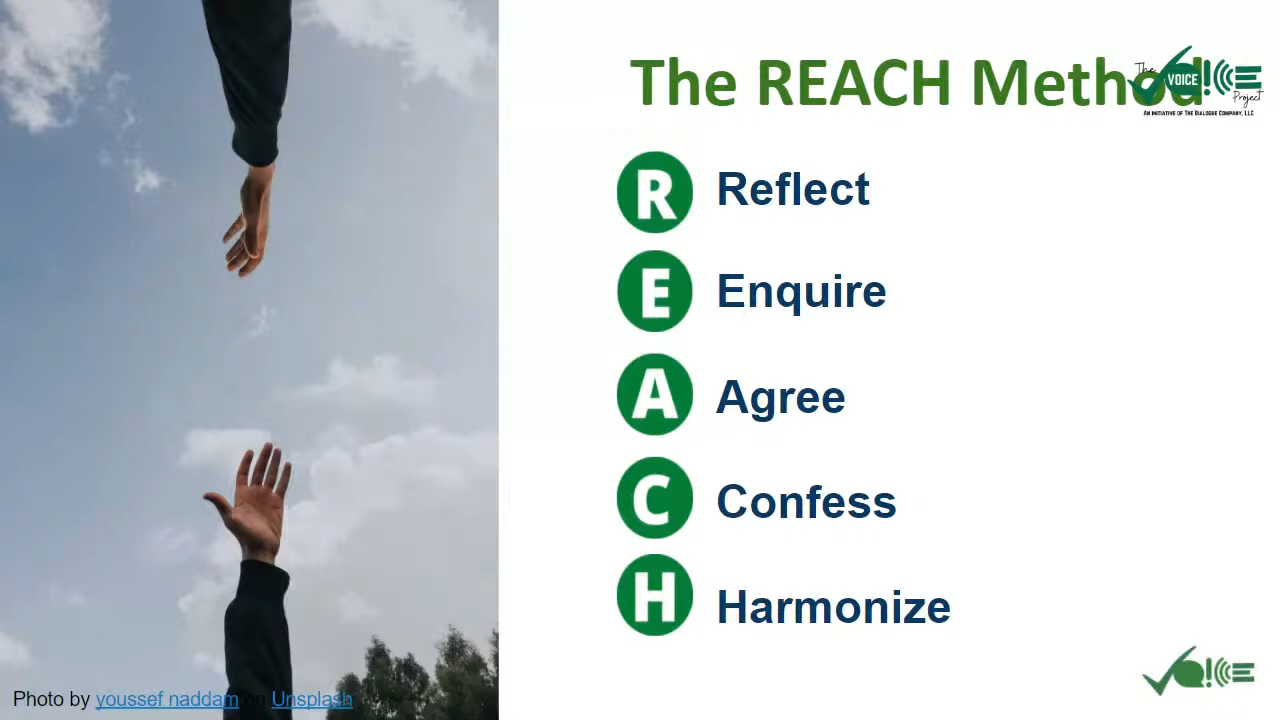 The REACH Method
The
VOICE
Project
AN INITIATIVE OF THE DIALOGUE COMPANY, LLC
R Reflect
E Enquire
A Agree
C Confess
H Harmonize
Photo by youssef naddam on Unsplash
VOICE